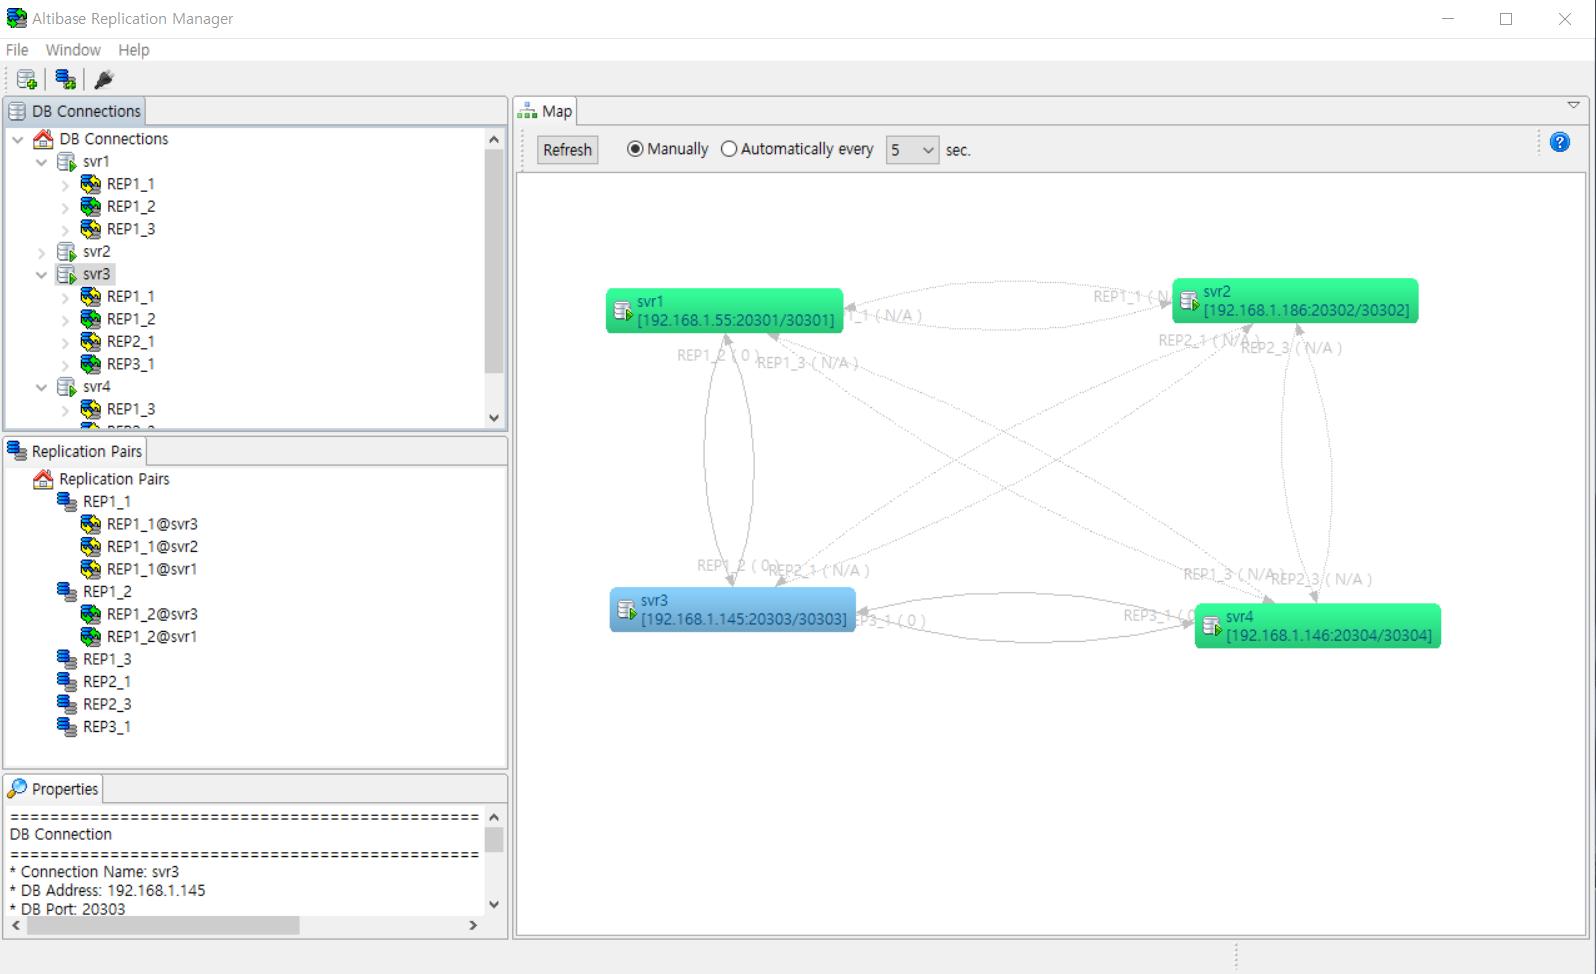 Altibase Replication Manager
File Window Help
DB Connections
DB Connections
svr1
REP1_1
REP1_2
REP1_3
svr2
svr3
REP1_1
REP1_2
REP2_1
REP3_1
svr4
REP1_3
Replication Pairs
Replication Pairs
REP1_1
REP1_1@svr3
REP1_1@svr2
REP1_1@svr1
REP1_2
REP1_2@svr3
REP1_2@svr1
REP1_3
REP2_1
REP2_3
REP3_1
Properties
===============================================
DB Connection
===============================================
* Connection Name: svr3
* DB Address: 192.168.1.145
* DB Port: 20303
Map
Refresh Manually Automatically every 5 sec.
svr1
[192.168.1.55:20301/30301]
_1 ( N/A )
REP1_1 ( N/
svr2
[192.168.1.186:20302/30302]
REP1_2 ( 0 )
REP1_3 ( N/A )
REP2_1 ( N/A )
REP2_3 ( N/A )
REP1_2 ( 0
REP2_1 ( N/A )
REP1_3 ( N/A
REP2_3 ( N/A )
svr3
[192.168.1.145:20303/30303]
EP3_1 ( 0 )
REP3_1 ( 0
svr4
[192.168.1.146:20304/30304]